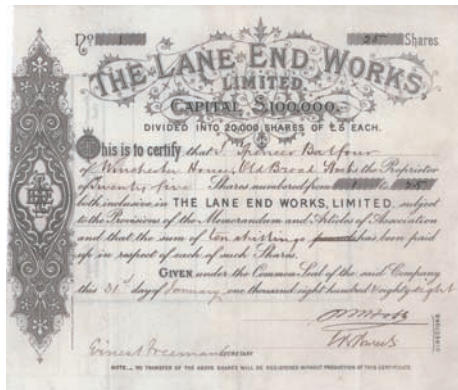 No 1 25 Shares
THE LANE END WORKS,
LIMITED.
CAPITAL £100,000.
DIVIDED INTO 20,000 SHARES OF £5 EACH.
This is to certify that J. Spencer Balfour
of Winchester House, Old Broad is the Proprietor
of Twenty five Shares numbered from 1 to 25
both inclusive in THE LANE END WORKS, LIMITED. subject
to the Provisions of the Memorandum and Articles of Association
and that the sum of ten shillings has been paid
up in respect of each of such Shares.
GIVEN under the Common Seal of the said Company
this 31st day of January one thousand eight hundred & eighty eight
DIRECTORS
Ernest Freeman SECRETARY
NOTE._ NO TRANSFER OF THE ABOVE SHARES WILL BE REGISTERED WITHOUT PRODUCTION OF THIS CERTIFICATE.